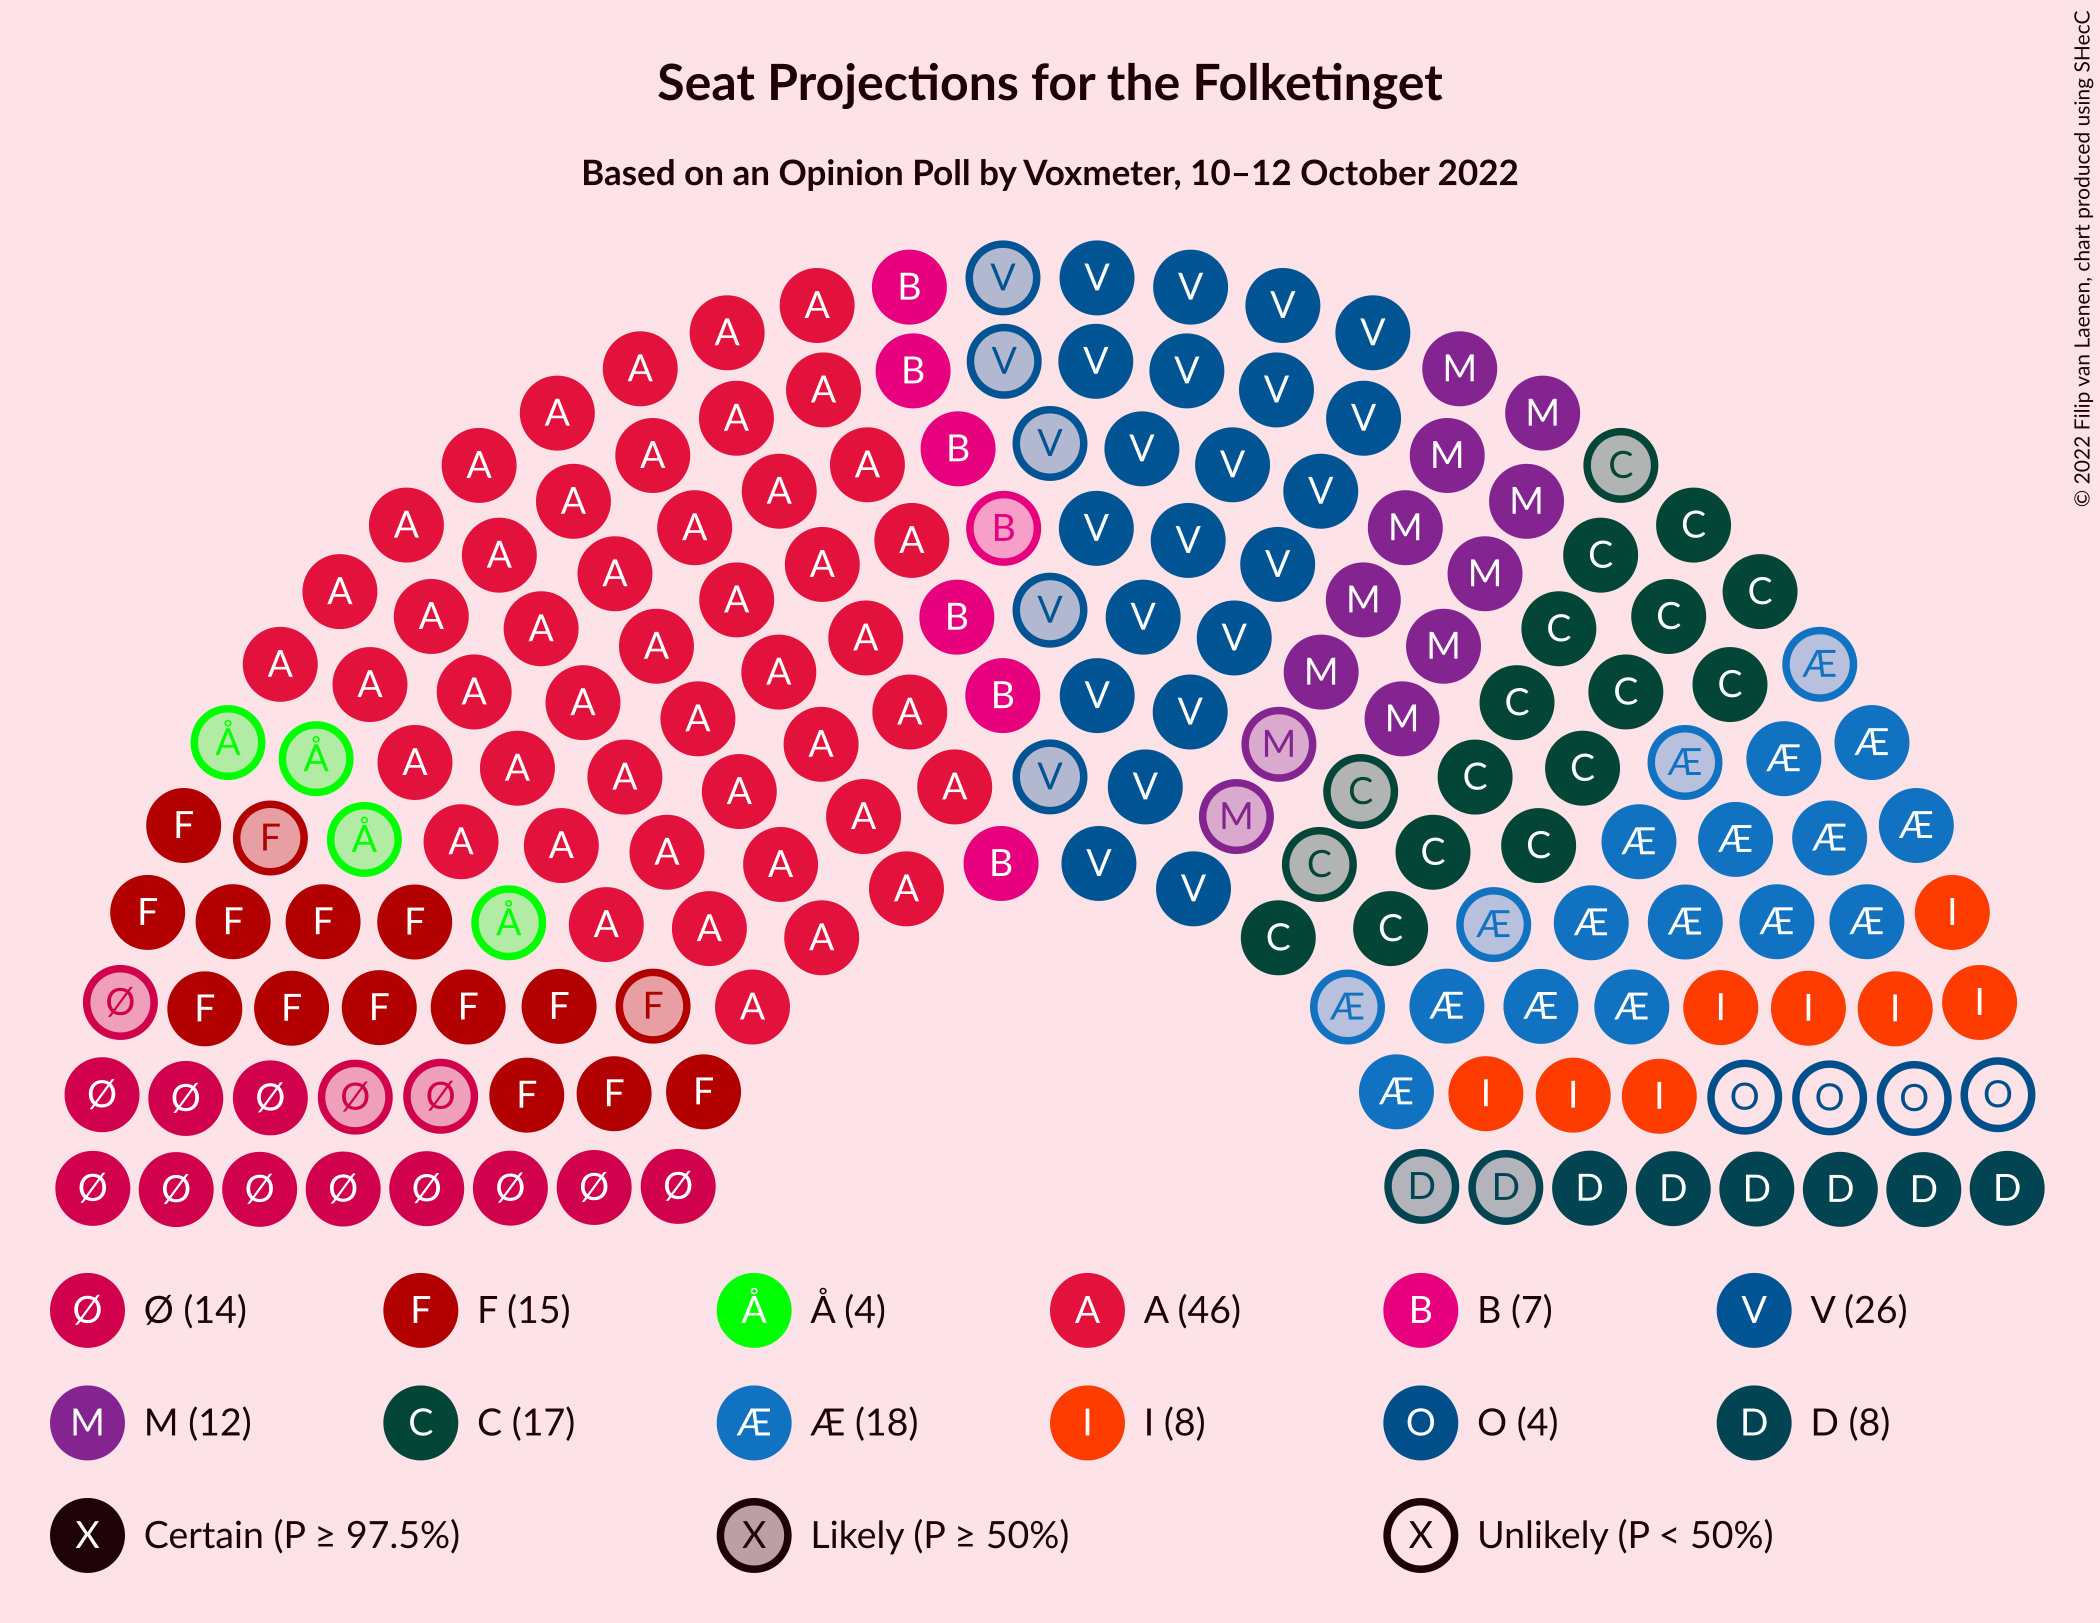 Seat Projections for the Folketinget
Based on an Opinion Poll by Voxmeter, 10–12 October 2022
© 2022 Filip van Laenen, chart produced using SHecC
B V V V
A A V V
A B V V V M
A A A V V M
A A B V V V M C
A A A V M
A A A B V V V M C
A A A A V M C C
A A A A B V V V M M C C
A A A A V M C C
Å A A A A B V V M C C C Æ
Å A A A A A V V M M C C Æ Æ Æ
F F Å A A A A A A B V V M C C C C Æ Æ Æ Æ
F F F F Å A A A C C Æ Æ Æ Æ Æ I
Ø F F F F F F A Æ Æ Æ Æ I I I I
Ø Ø Ø Ø Ø F F F Æ I I I O O O O
Ø Ø Ø Ø Ø Ø Ø Ø D D D D D D D D
Ø Ø (14) F F (15) Å Å (4) A A (46) B B (7) V V (26)
M M (12) C C (17) Æ Æ (18) I I (8) O O (4) D D (8)
X Certain (P ≥ 97.5%) X Likely (P ≥ 50%) X Unlikely (P < 50%)